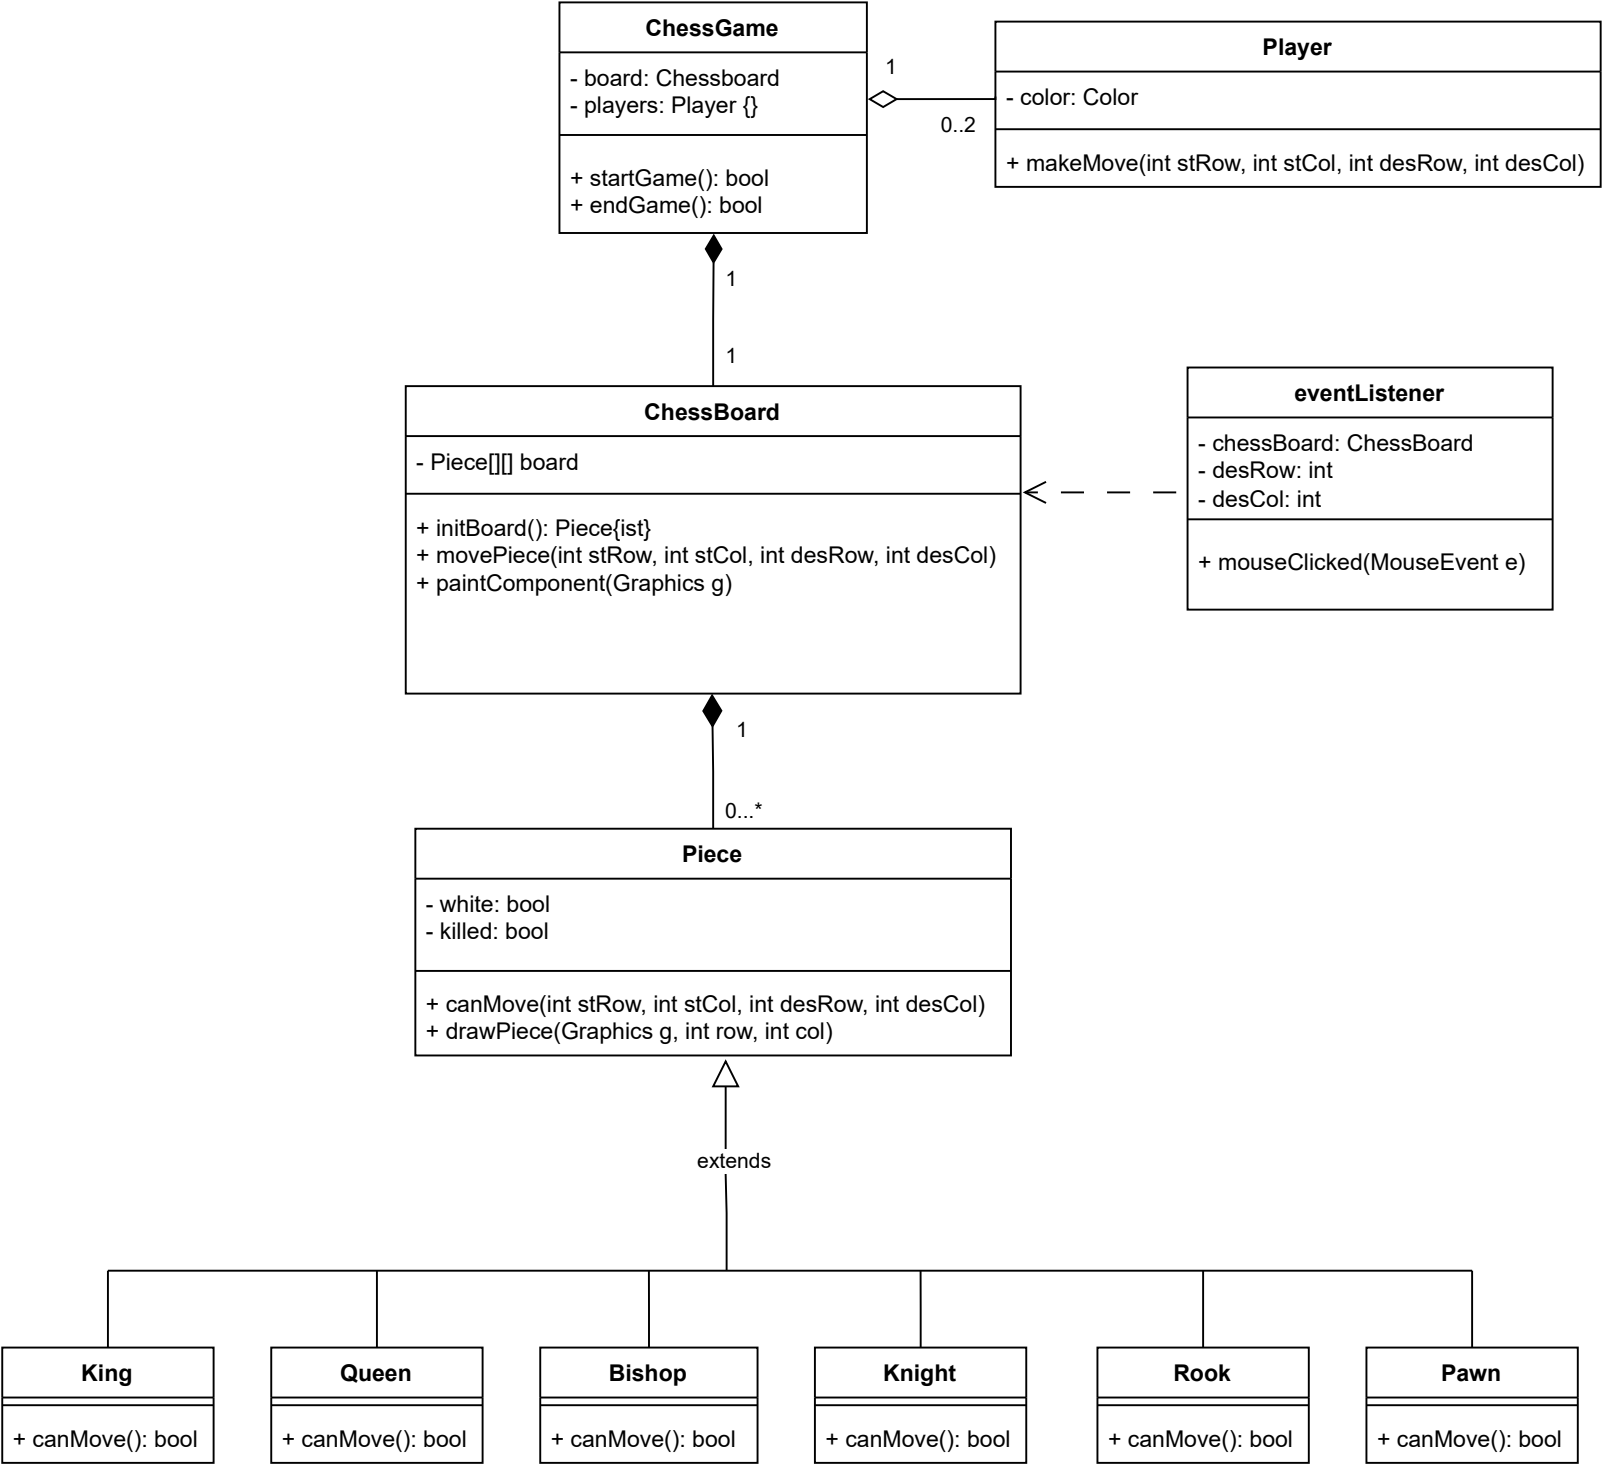 ChessGame
- board: Chessboard
- players: Player {}
+ startGame(): bool
+ endGame(): bool
1
0..2
Player
- color: Color
+ makeMove(int stRow, int stCol, int desRow, int desCol)
1
1
ChessBoard
- Piece[][] board
+ initBoard(): Piece{ist}
+ movePiece(int stRow, int stCol, int desRow, int desCol)
+ paintComponent(Graphics g)
eventListener
- chessBoard: ChessBoard
- desRow: int
- desCol: int
+ mouseClicked(MouseEvent e)
1
0...*
Piece
- white: bool
- killed: bool
+ canMove(int stRow, int stCol, int desRow, int desCol)
+ drawPiece(Graphics g, int row, int col)
extends
King
+ canMove(): bool
Queen
+ canMove(): bool
Bishop
+ canMove(): bool
Knight
+ canMove(): bool
Rook
+ canMove(): bool
Pawn
+ canMove(): bool